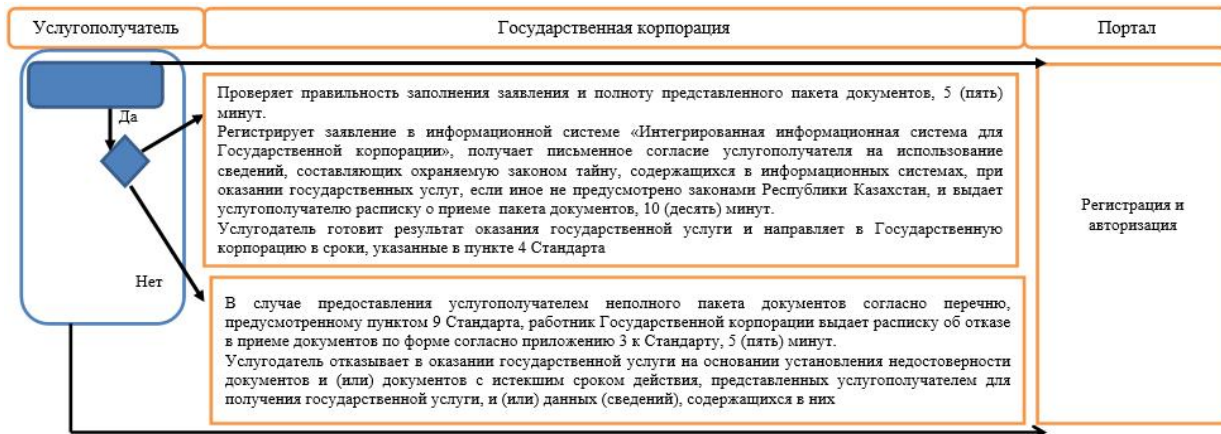 Услугополучатель
Государственная корпорация
Портал
Проверяет правильность заполнения заявления и полноту представленного пакета документов, 5 (пять)
минут.
Регистрирует заявление в информационной системе «Интегрированная информационная система для
Государственной корпорации», получает письменное согласие услугополучателя на использование
сведений, составляющих охраняемую законом тайну, содержащихся в информационных системах, при
оказании государственных услуг, если иное не предусмотрено законами Республики Казахстан, и выдает
услугополучателю расписку о приеме пакета документов, 10 (десять) минут.
Услугодатель готовит результат оказания государственной услуги и направляет в Государственную
корпорацию в сроки, указанные в пункте 4 Стандарта
Да
Нет
В случае предоставления услугополучателем неполного пакета документов согласно перечню,
предусмотренному пунктом 9 Стандарта, работник Государственной корпорации выдает расписку об отказе
в приеме документов по форме согласно приложению 3 к Стандарту, 5 (пять) минут.
Услугодатель отказывает в оказании государственной услуги на основании установления недостоверности
документов и (или) документов с истекшим сроком действия, представленных услугополучателем для
получения государственной услуги, и (или) данных (сведений), содержащихся в них
Регистрация и
авторизация